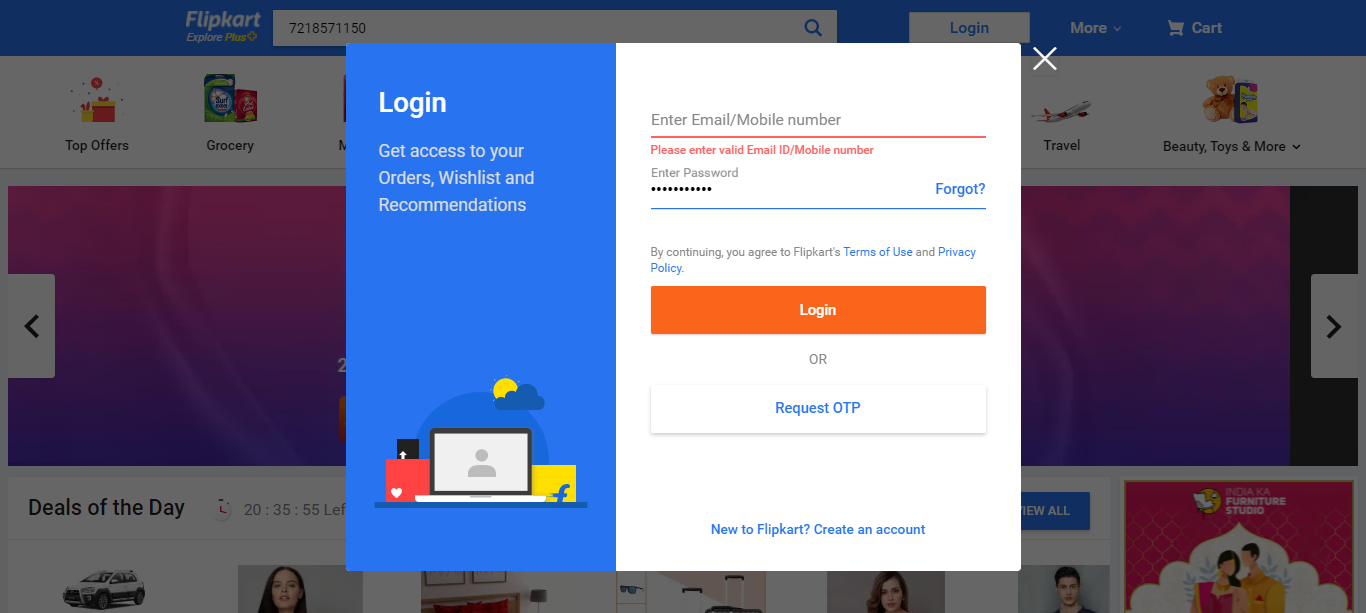 Flipkart
Explore Plus
7218571150
Login
More
Cart
Top Offers
Grocery
M
Travel
Beauty, Toys & More
Login
Get access to your
Orders, Wishlist and
Recommendations
Enter Email/Mobile number
Please enter valid Email ID/Mobile number
Enter Password
•••••••••••
Forgot?
By continuing, you agree to Flipkart's Terms of Use and Privacy
Policy.
Login
OR
Request OTP
New to Flipkart? Create an account
2
Deals of the Day
20 : 35 : 55 Lef
VIEW ALL
INDIA KA
FURNITURE
STUDIO